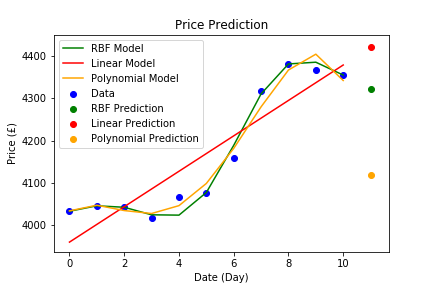 Price Prediction
RBF Model
Linear Model
Polynomial Model
Data
RBF Prediction
Linear Prediction
Polynomial Prediction
Price (£)
4400
4300
4200
4100
4000
0 2 4 6 8 10
Date (Day)